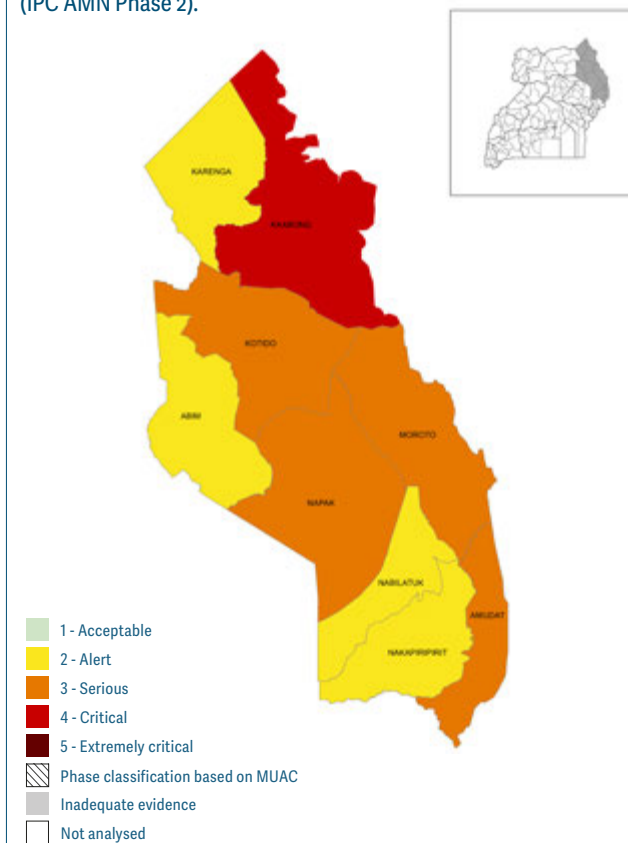 (IPC AMN Phase 2).
KARENGA
KAABONG
KOTIDO
ABIM
MOROTO
NAPAK
NABILATUK
AMUDAT
NAKAPIRIPIRIT
1 - Acceptable
2 - Alert
3 - Serious
4 - Critical
5 - Extremely critical
Phase classification based on MUAC
Inadequate evidence
Not analysed